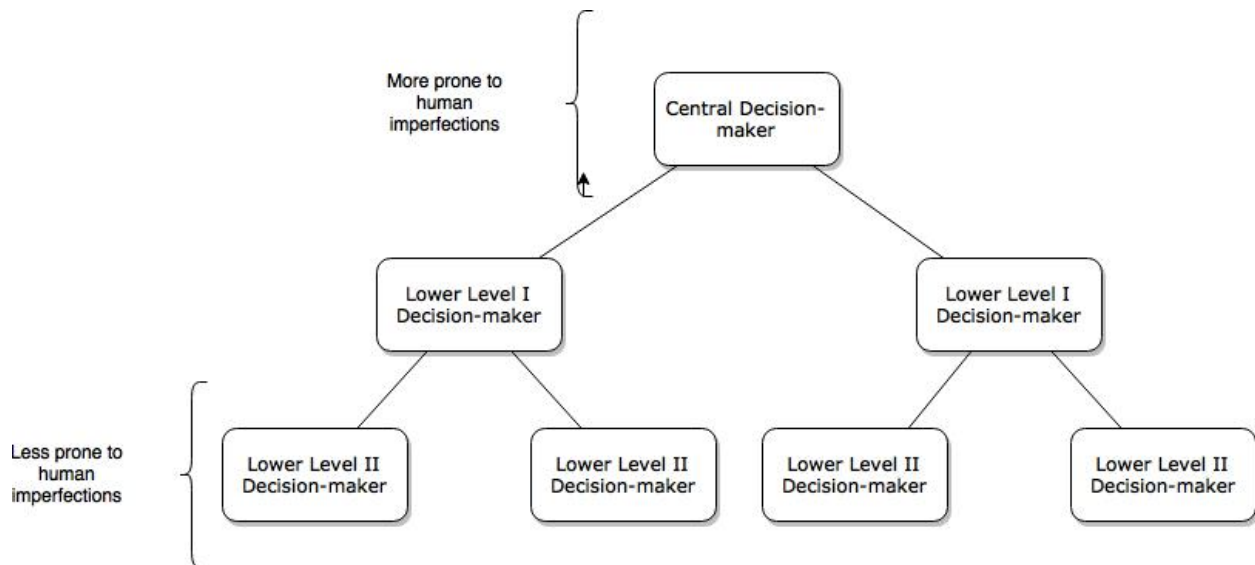 More prone to
human
imperfections
Central Decision-
maker
Lower Level I
Decision-maker
Lower Level I
Decision-maker
Less prone to
human
imperfections
Lower Level II
Decision-maker
Lower Level II
Decision-maker
Lower Level II
Decision-maker
Lower Level II
Decision-maker